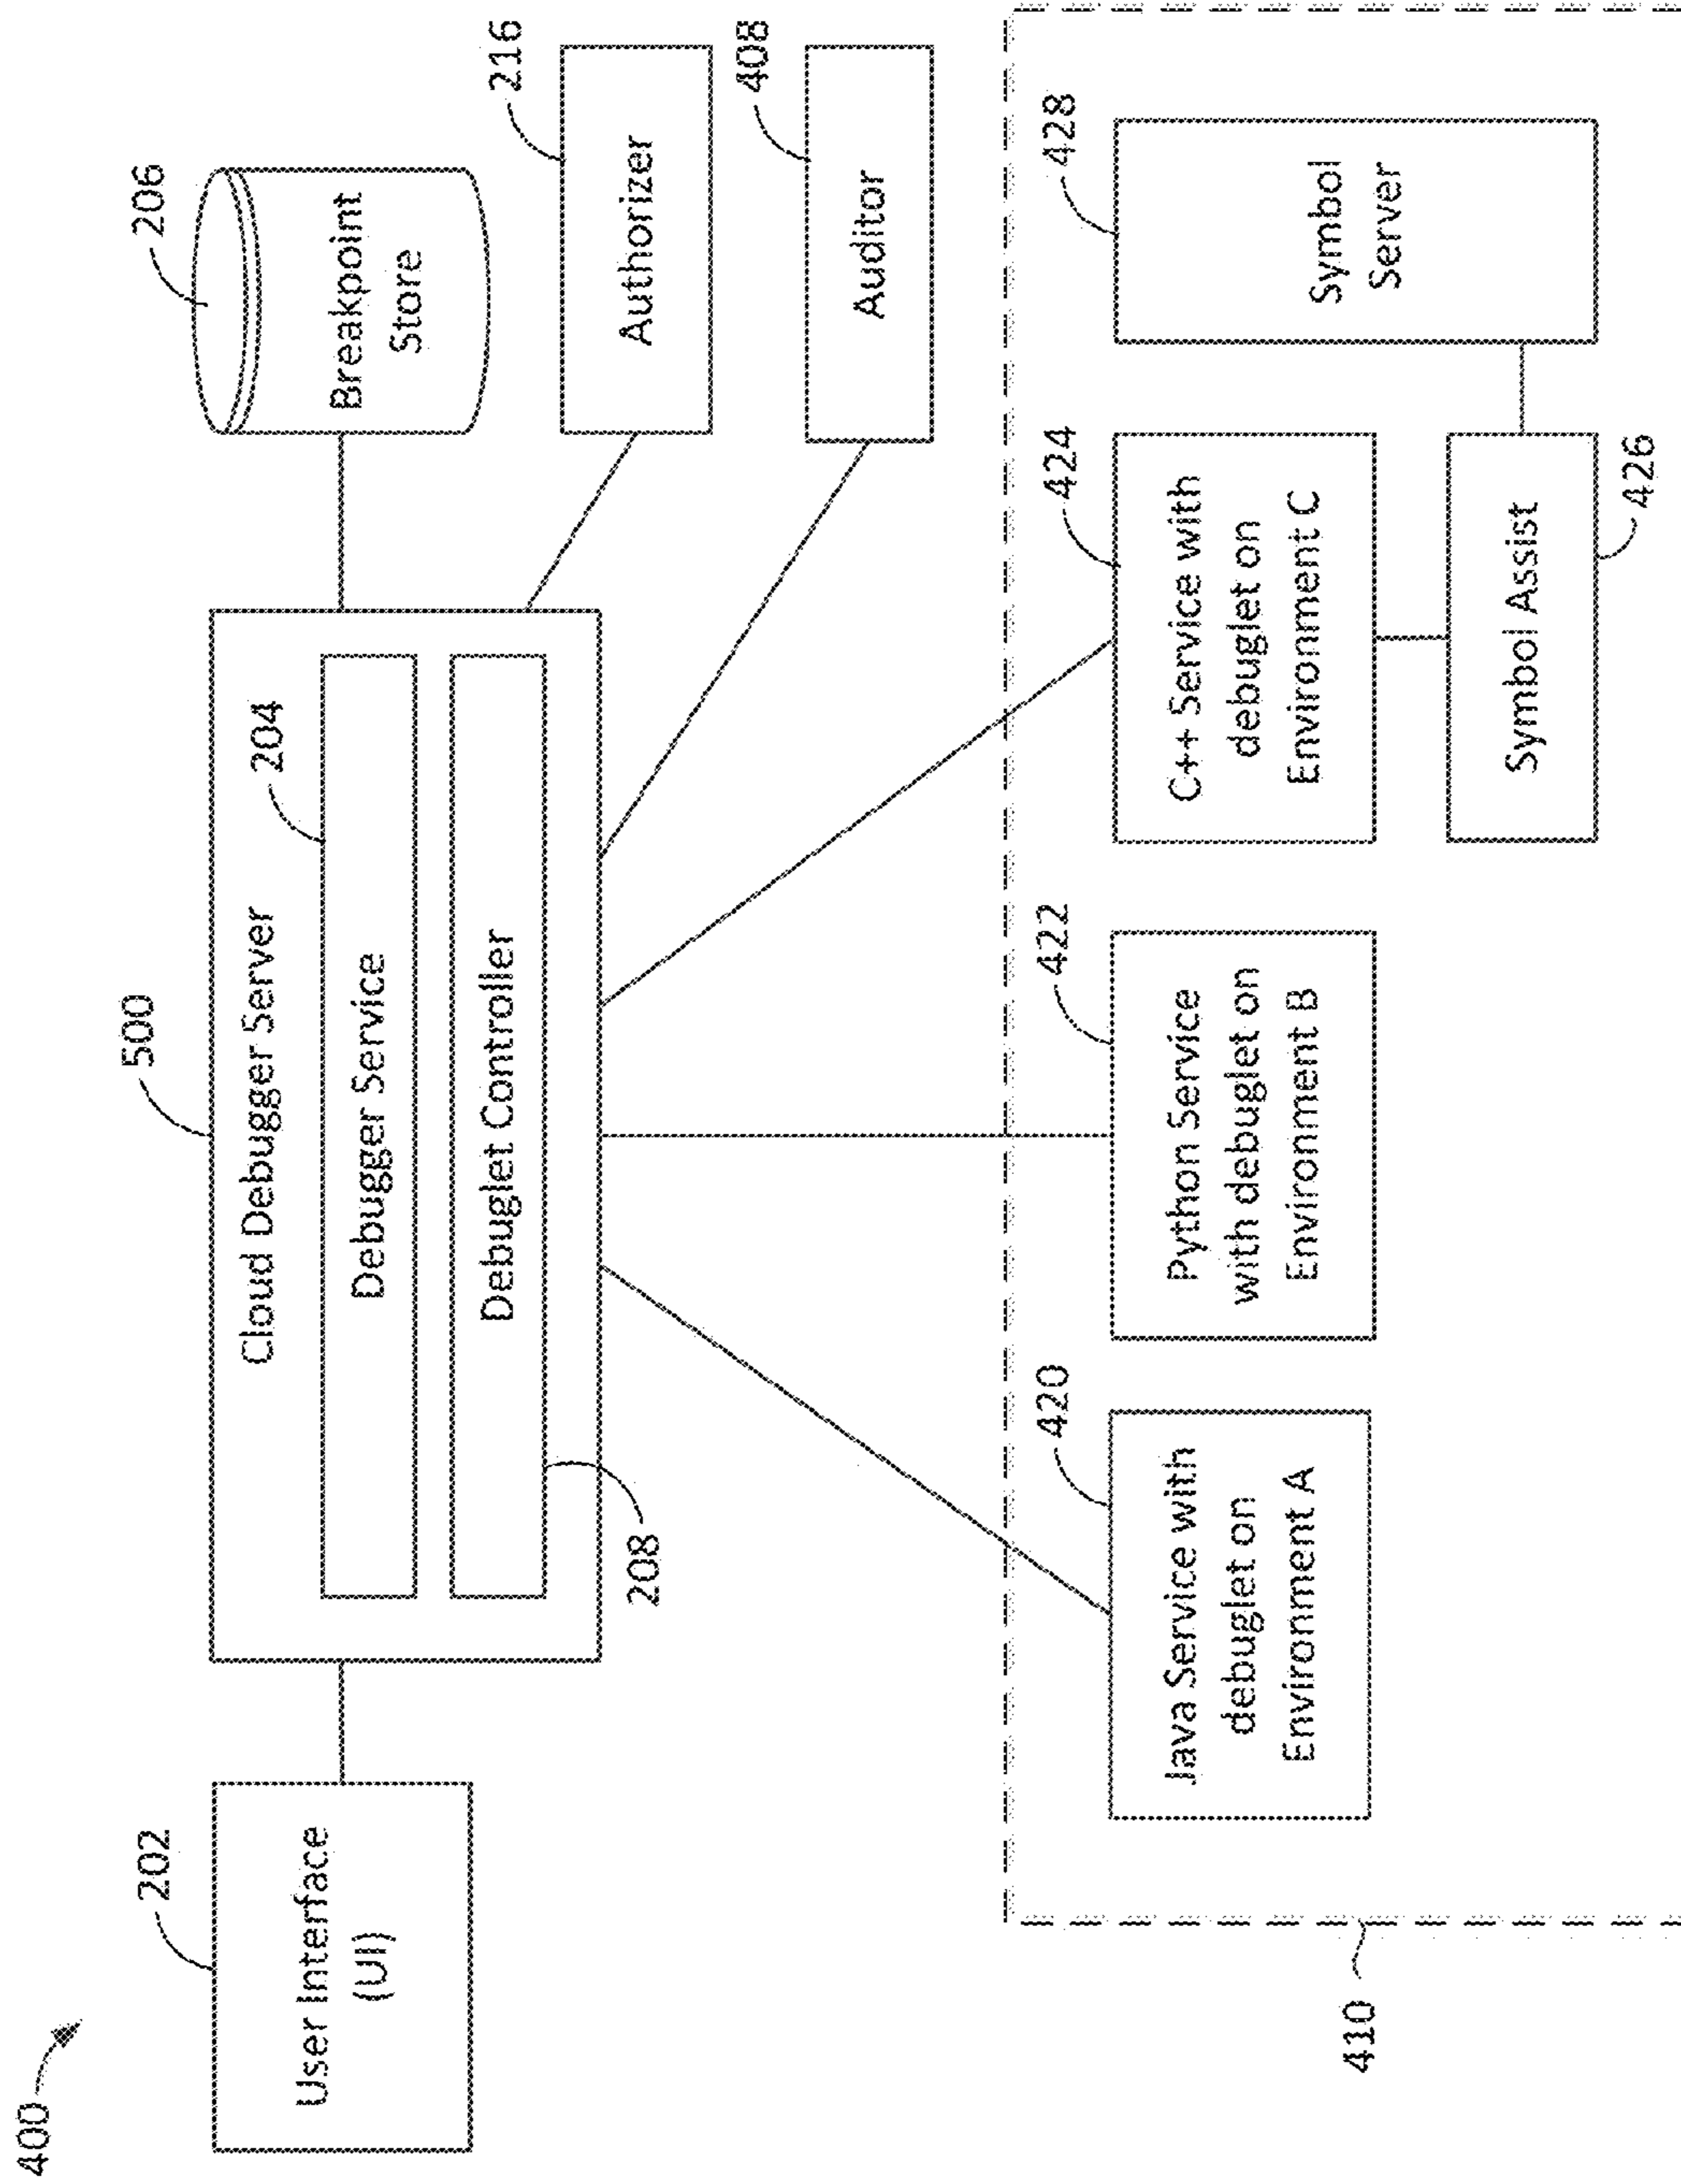 400
202
User Interface
(UI)
500
Cloud Debugger Server
204
Debugger Service
Debuglet Controller
208
206
Breakpoint
Store
216
Authorizer
408
Auditor
410
420
Java Service with
debuglet on
Environment A
422
Python Service
with debuglet on
Environment B
424
C++ Service with
debuglet on
Environment C
Symbol Assist
426
428
Symbol
Server